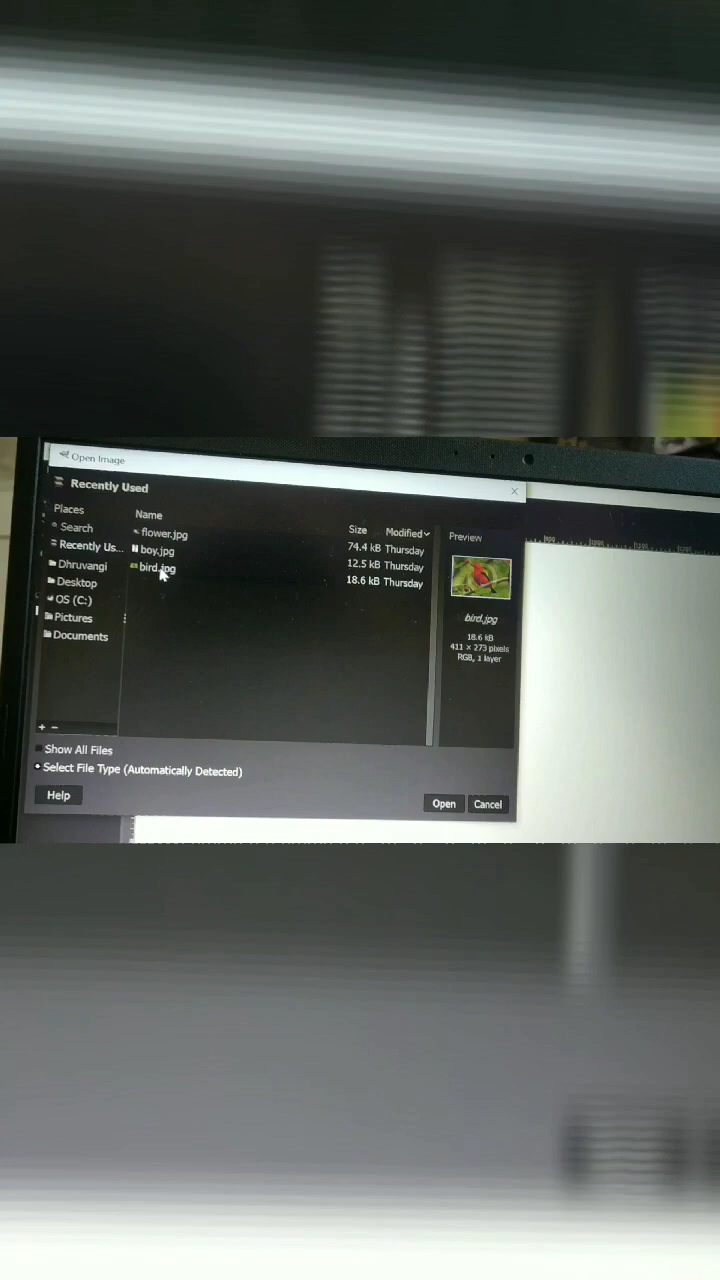 Open Image
Recently Used
Places
Search
Recently Us...
Dhruvangi
Desktop
OS (C:)
Pictures
Documents
Name Size Modified
flower.jpg 74.4 kB Thursday
boy.jpg 12.5 kB Thursday
bird.jpg 18.6 kB Thursday
Preview
bird.jpg
18.6 kB
411 × 273 pixels
RGB, 1 layer
Show All Files
Select File Type (Automatically Detected)
Help
Open
Cancel